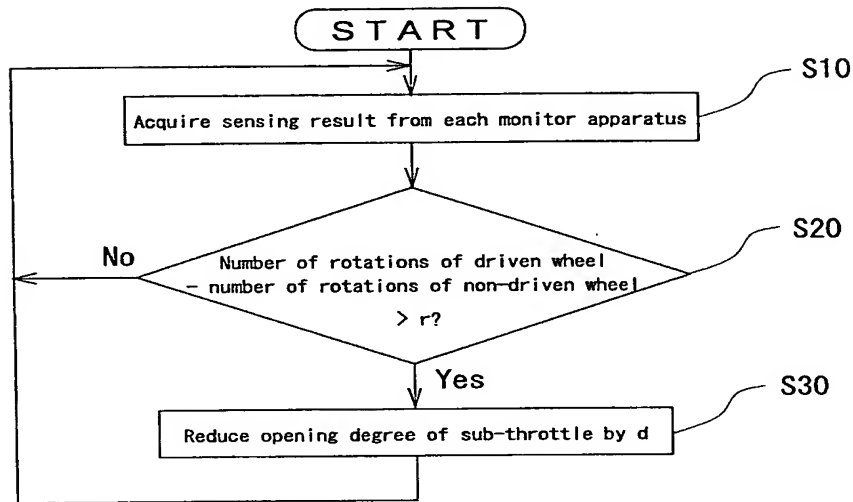 START
S10
Acquire sensing result from each monitor apparatus
S20
No
Number of rotations of driven wheel
- number of rotations of non-driven wheel
> r?
Yes
S30
Reduce opening degree of sub-throttle by d